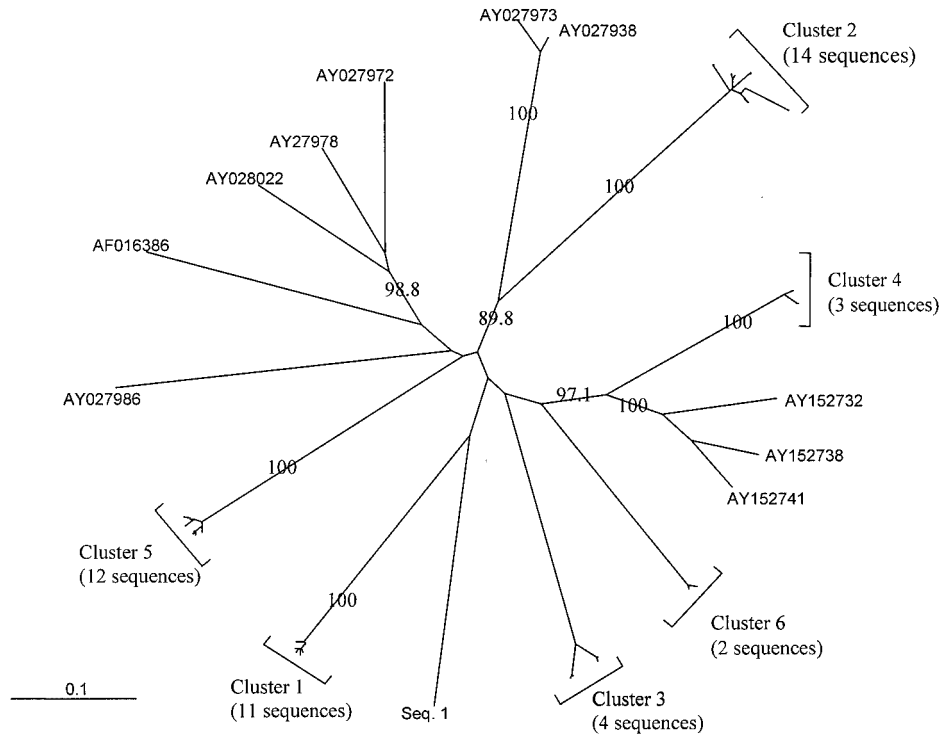 AY027973
AY027938
Cluster 2
(14 sequences)
AY027972
100
AY27978
AY028022
100
AF016386
Cluster 4
(3 sequences)
98.8
89.8
100
AY027986
97.1
100
AY152732
AY152738
100
AY152741
Cluster 5
(12 sequences)
100
Cluster 6
(2 sequences)
0.1
Cluster 1
(11 sequences)
Seq. 1
Cluster 3
(4 sequences)